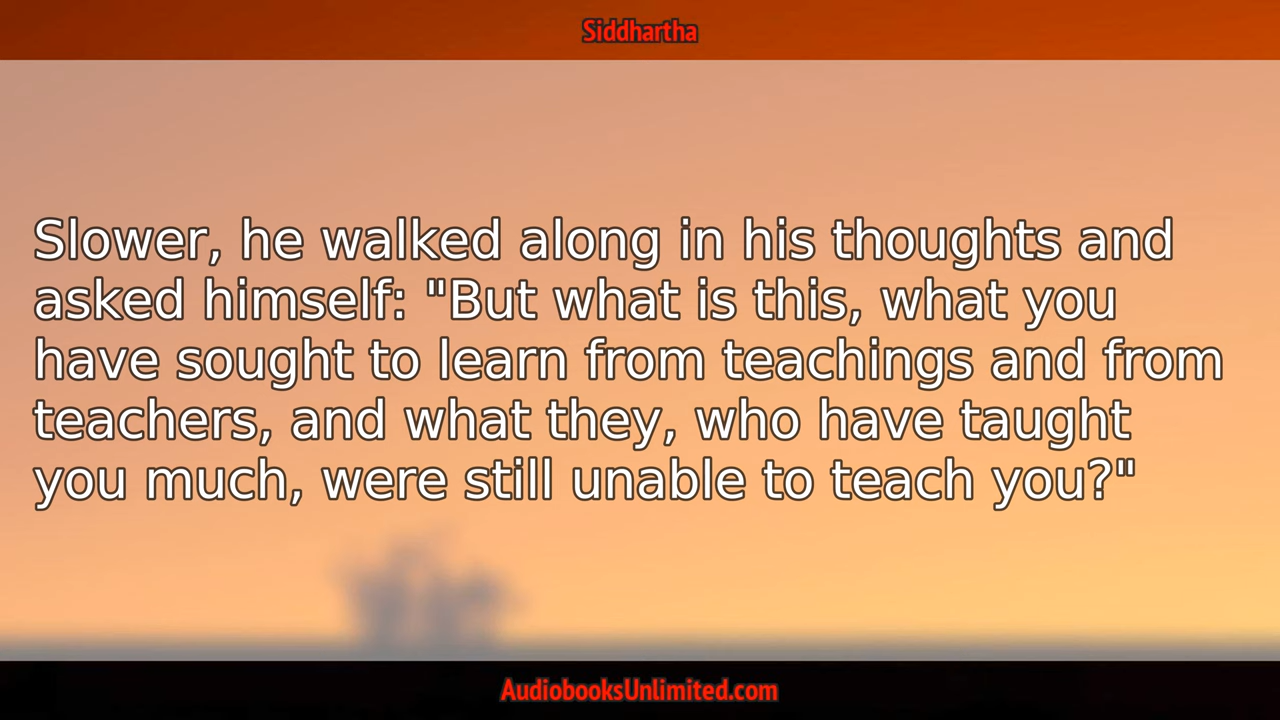 Siddhartha
Slower, he walked along in his thoughts and
asked himself: "But what is this, what you
have sought to learn from teachings and from
teachers, and what they, who have taught
you much, were still unable to teach you?"
AudiobooksUnlimited.com